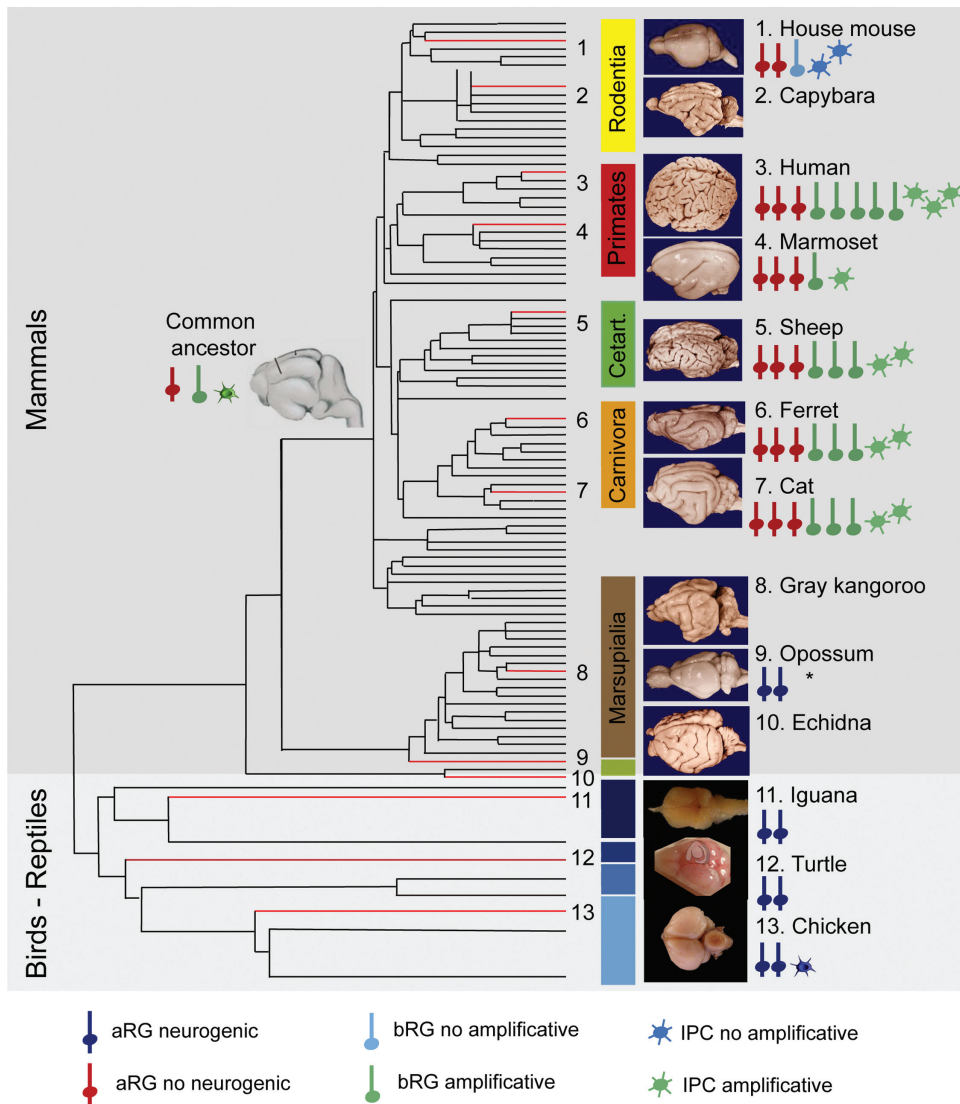 Mammals
Birds - Reptiles
Common
ancestor
1
2
3
4
5
6
7
8
9
10
11
12
13
Rodentia
Primates
Cetart.
Carnivora
Marsupialia
1. House mouse
2. Capybara
3. Human
4. Marmoset
5. Sheep
6. Ferret
7. Cat
8. Gray kangoroo
9. Opossum
*
10. Echidna
11. Iguana
12. Turtle
13. Chicken
aRG neurogenic
bRG no amplificative
IPC no amplificative
aRG no neurogenic
bRG amplificative
IPC amplificative